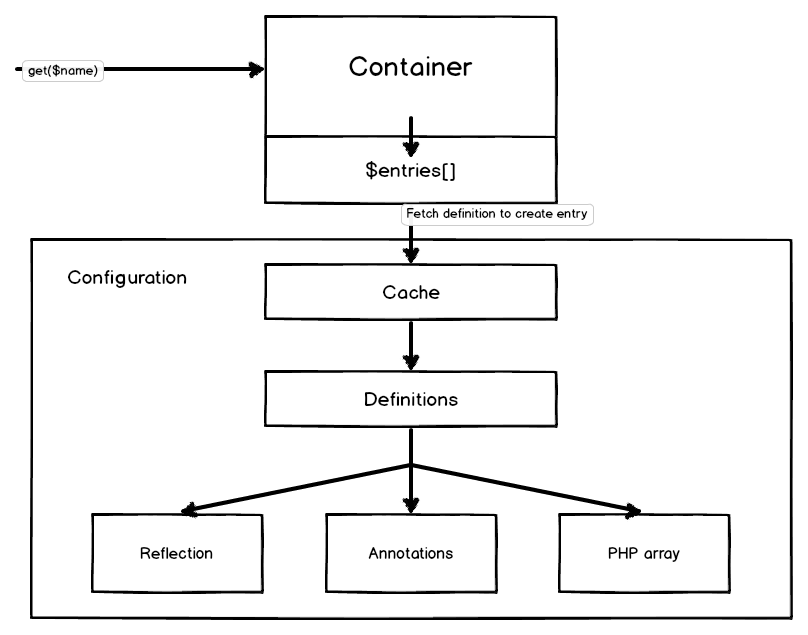 get($name)
Container
$entries[]
Fetch definition to create entry
Configuration
Cache
Definitions
Reflection
Annotations
PHP array